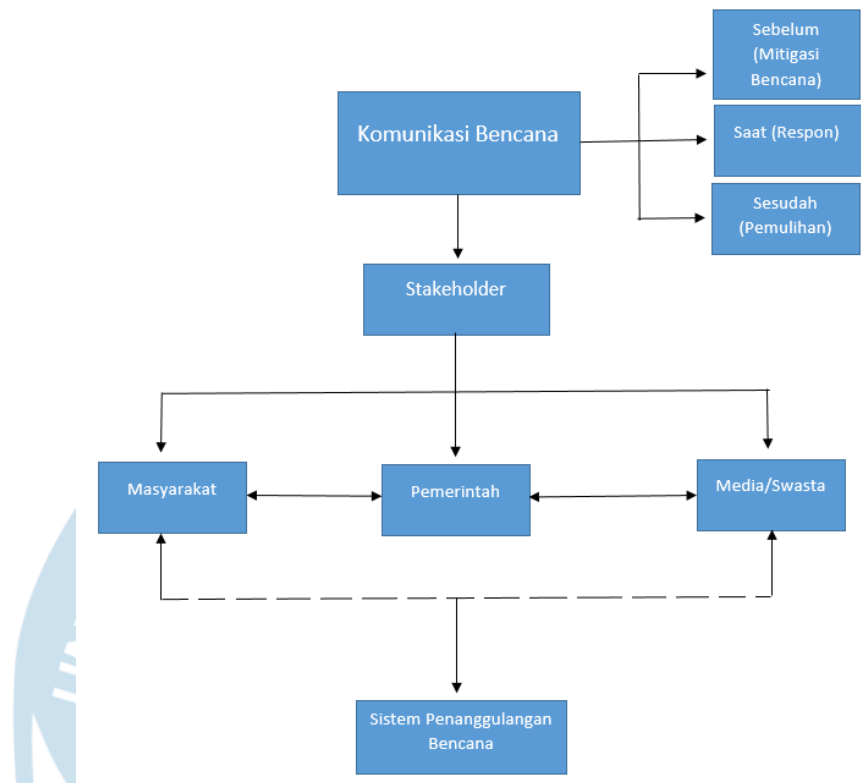 Sebelum
(Mitigasi
Bencana)
Komunikasi Bencana
Saat (Respon)
Sesudah
(Pemulihan)
Stakeholder
Masyarakat
Pemerintah
Media/Swasta
Sistem Penanggulangan
Bencana